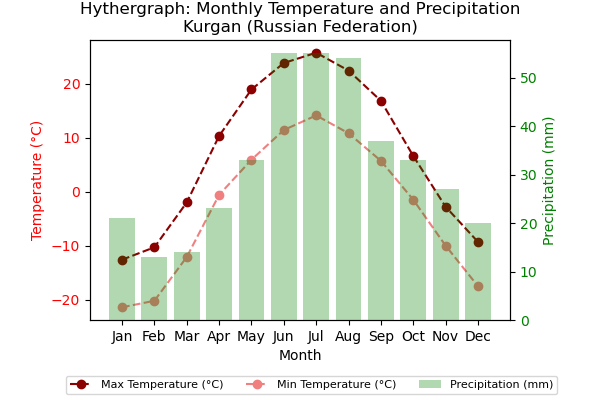 Hythergraph: Monthly Temperature and Precipitation
Kurgan (Russian Federation)
Temperature (°C)
20
10
0
−10
−20
Precipitation (mm)
50
40
30
20
10
0
Jan Feb Mar Apr May Jun Jul Aug Sep Oct Nov Dec
Month
Max Temperature (°C) Min Temperature (°C) Precipitation (mm)